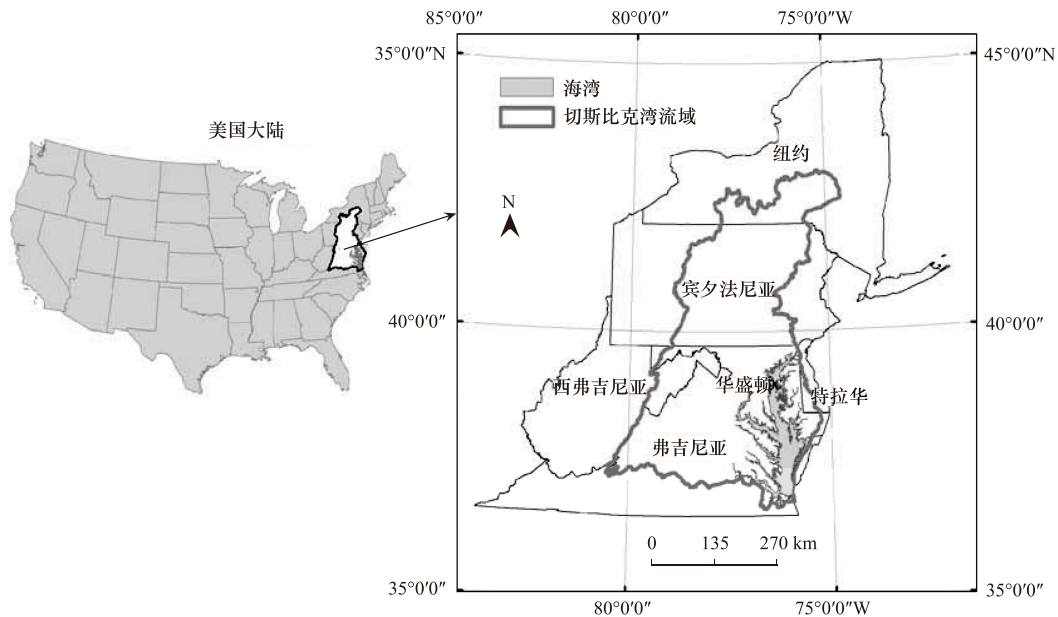 85°0′0″
80°0′0″
75°0′0″W
35°0′0″N
45°0′0″N
海湾
切斯比克湾流域
美国大陆
纽约
N
宾夕法尼亚
40°0′0″
40°0′0″
西弗吉尼亚
华盛顿
特拉华
弗吉尼亚
0 135 270 km
35°0′0″
35°0′0″
80°0′0″
75°0′0″W